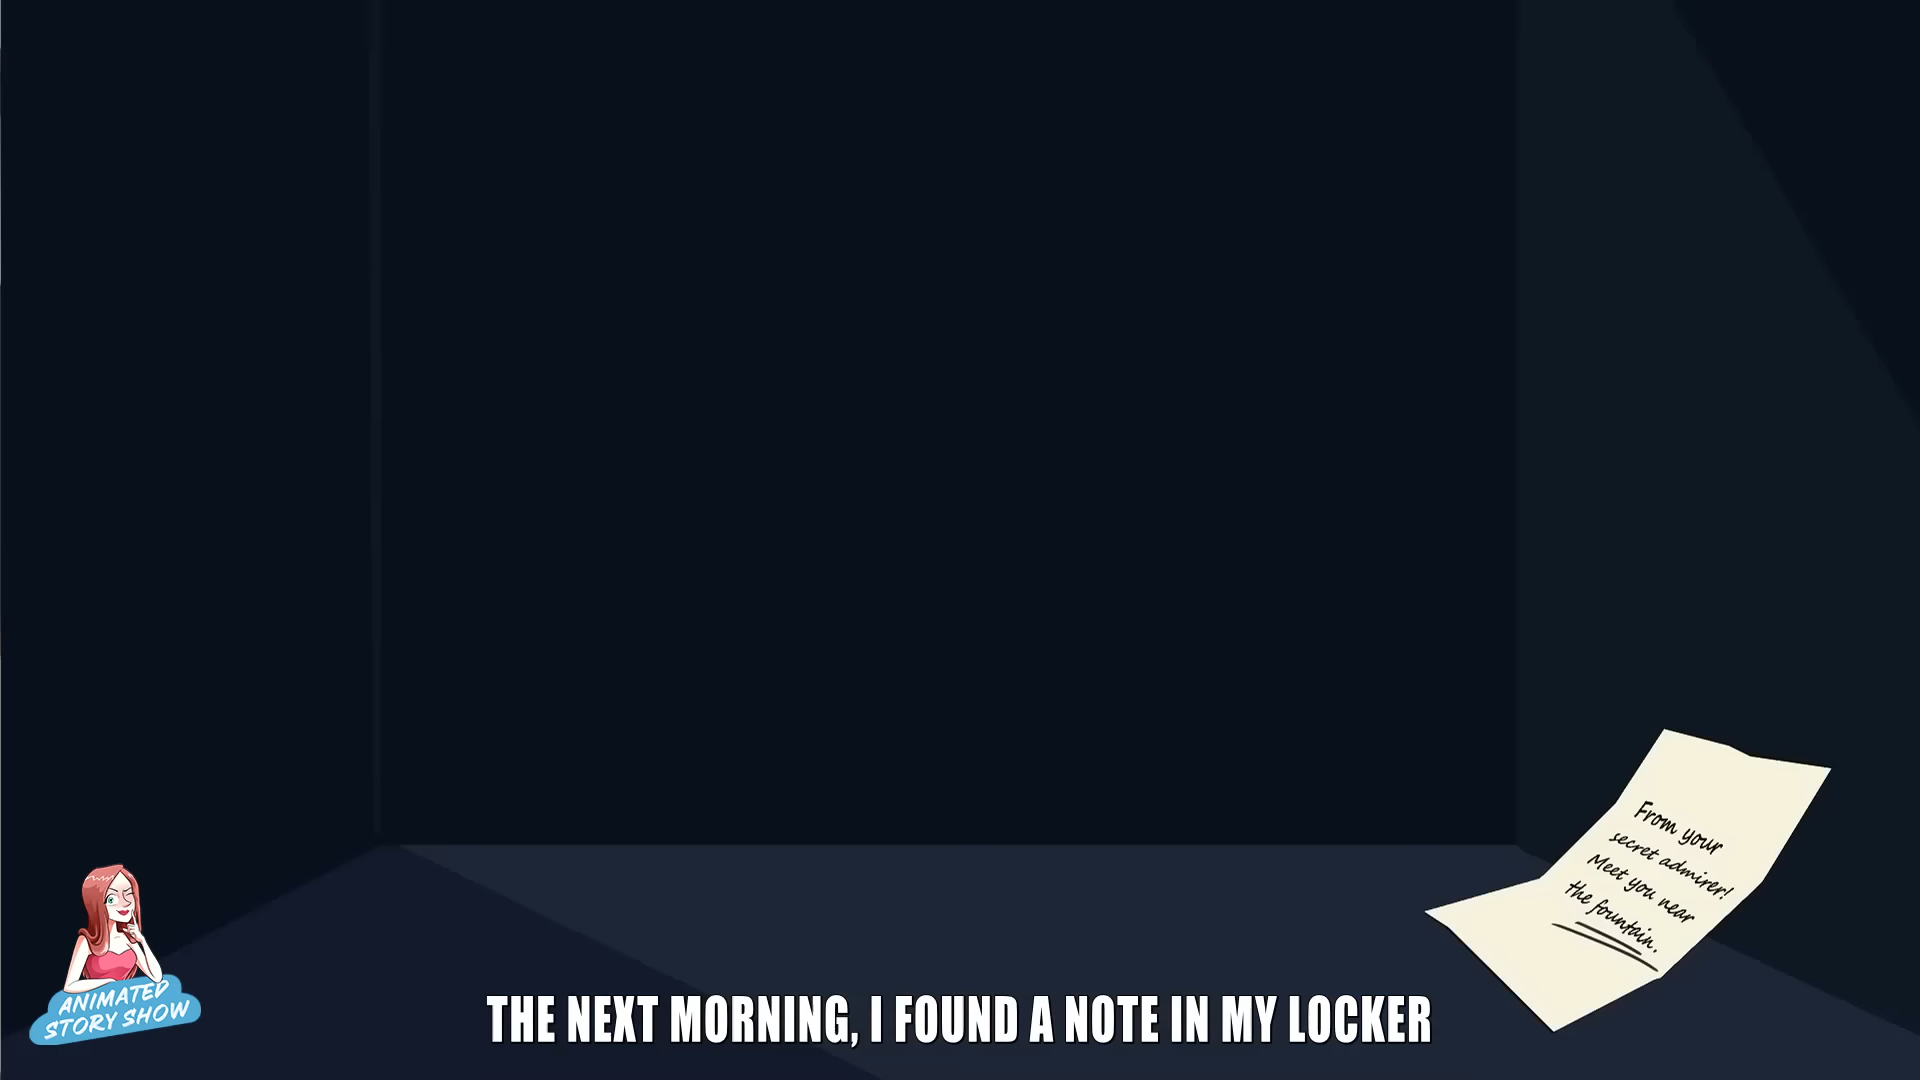 From your
secret admirer!
Meet you near
the fountain.
ANIMATED
STORY SHOW
THE NEXT MORNING, I FOUND A NOTE IN MY LOCKER